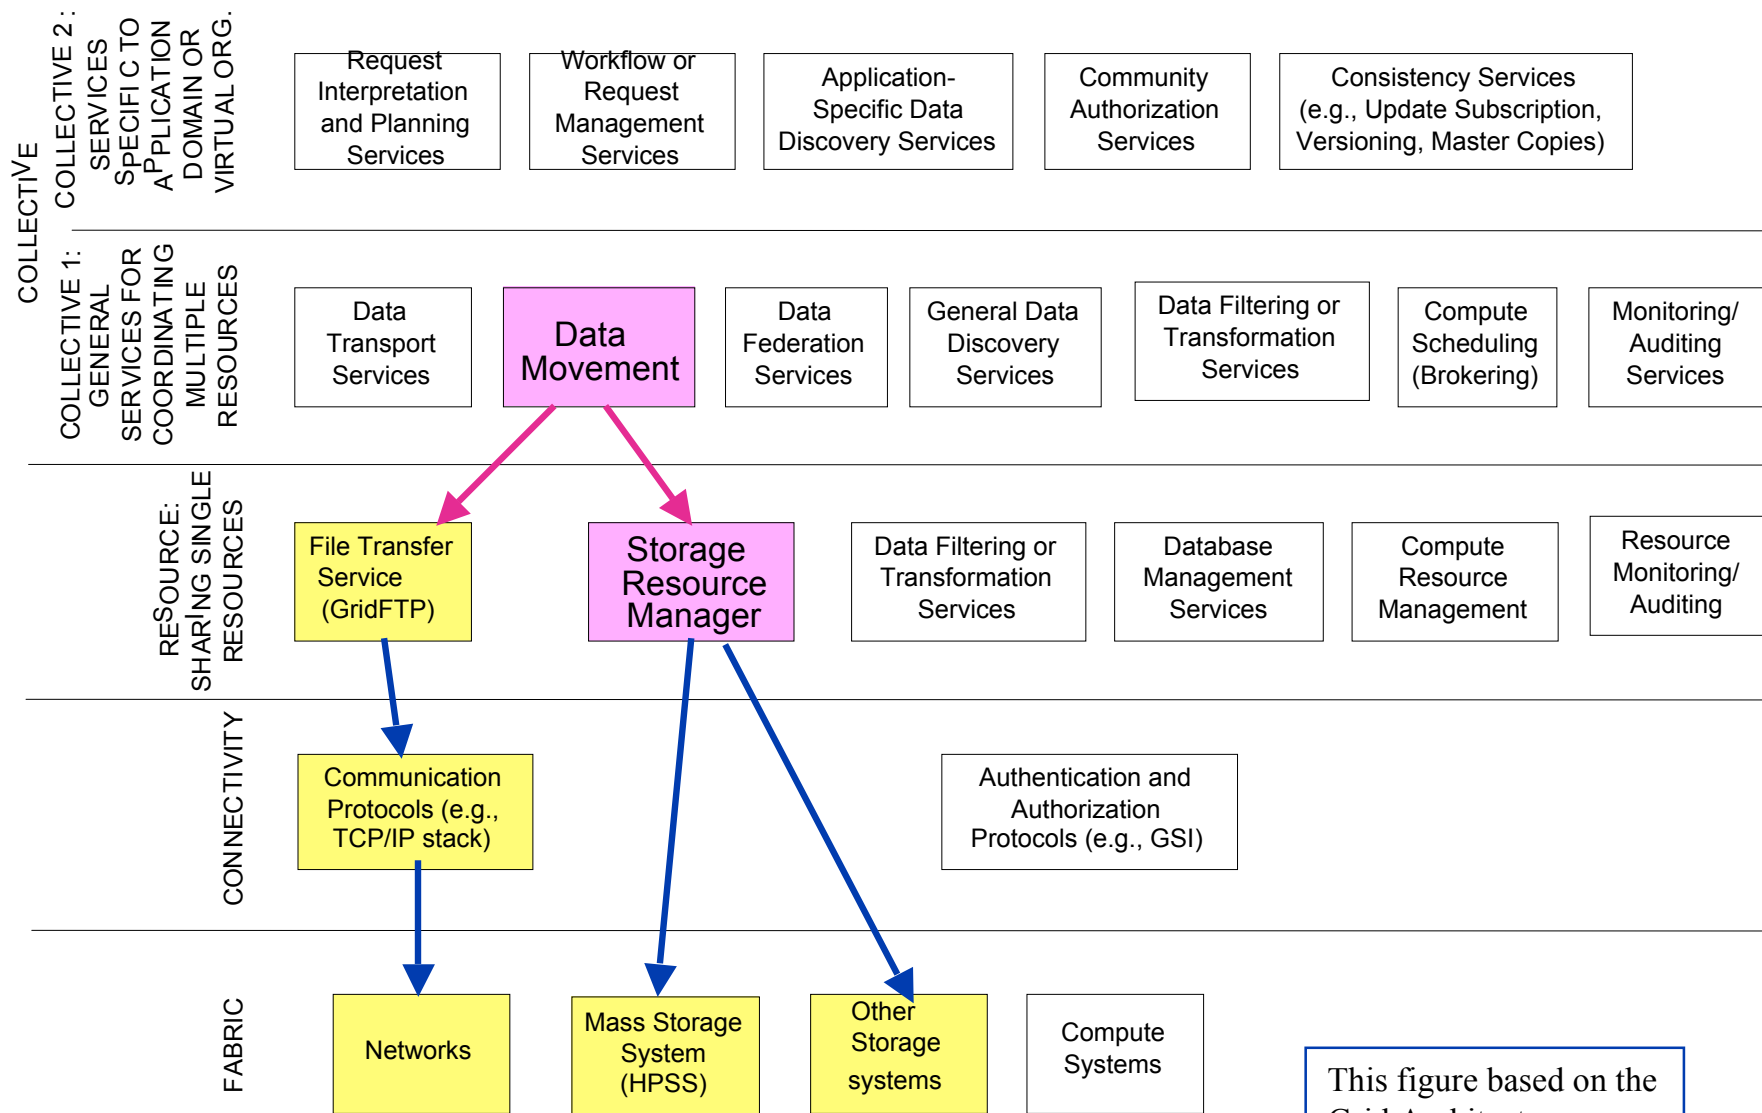 COLLECTIVE
COLLECTIVE 2 :
SERVICES
SPECIFI C TO
APPLICATION
DOMAIN OR
VIRTUAL ORG.
Request
Interpretation
and Planning
Services
Workflow or
Request
Management
Services
Application-
Specific Data
Discovery Services
Community
Authorization
Services
Consistency Services
(e.g., Update Subscription,
Versioning, Master Copies)
COLLECTIVE 1:
GENERAL
SERVICES FOR
COORDINATING
MULTIPLE
RESOURCES
Data
Transport
Services
Data
Movement
Data
Federation
Services
General Data
Discovery
Services
Data Filtering or
Transformation
Services
Compute
Scheduling
(Brokering)
Monitoring/
Auditing
Services
RESOURCE:
SHARING SINGLE
RESOURCES
File Transfer
Service
(GridFTP)
Storage
Resource
Manager
Data Filtering or
Transformation
Services
Database
Management
Services
Compute
Resource
Management
Resource
Monitoring/
Auditing
CONNECTIVITY
Communication
Protocols (e.g.,
TCP/IP stack)
Authentication and
Authorization
Protocols (e.g., GSI)
FABRIC
Networks
Mass Storage
System
(HPSS)
Other
Storage
systems
Compute
Systems
This figure based on the
Grid Architecture